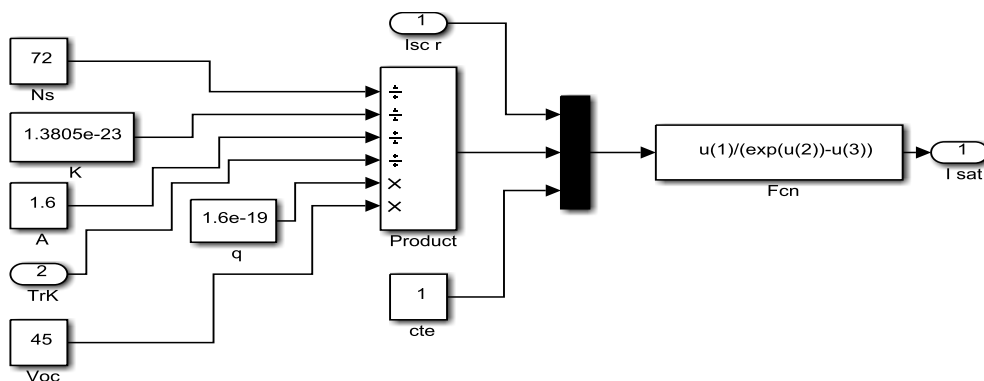 72
Ns
1.3805e-23
K
1.6
A
2
TrK
45
Voc
1.6e-19
q
1
Isc r
÷
÷
÷
÷
×
×
Product
1
cte
u(1)/(exp(u(2))-u(3))
Fcn
1
I sat